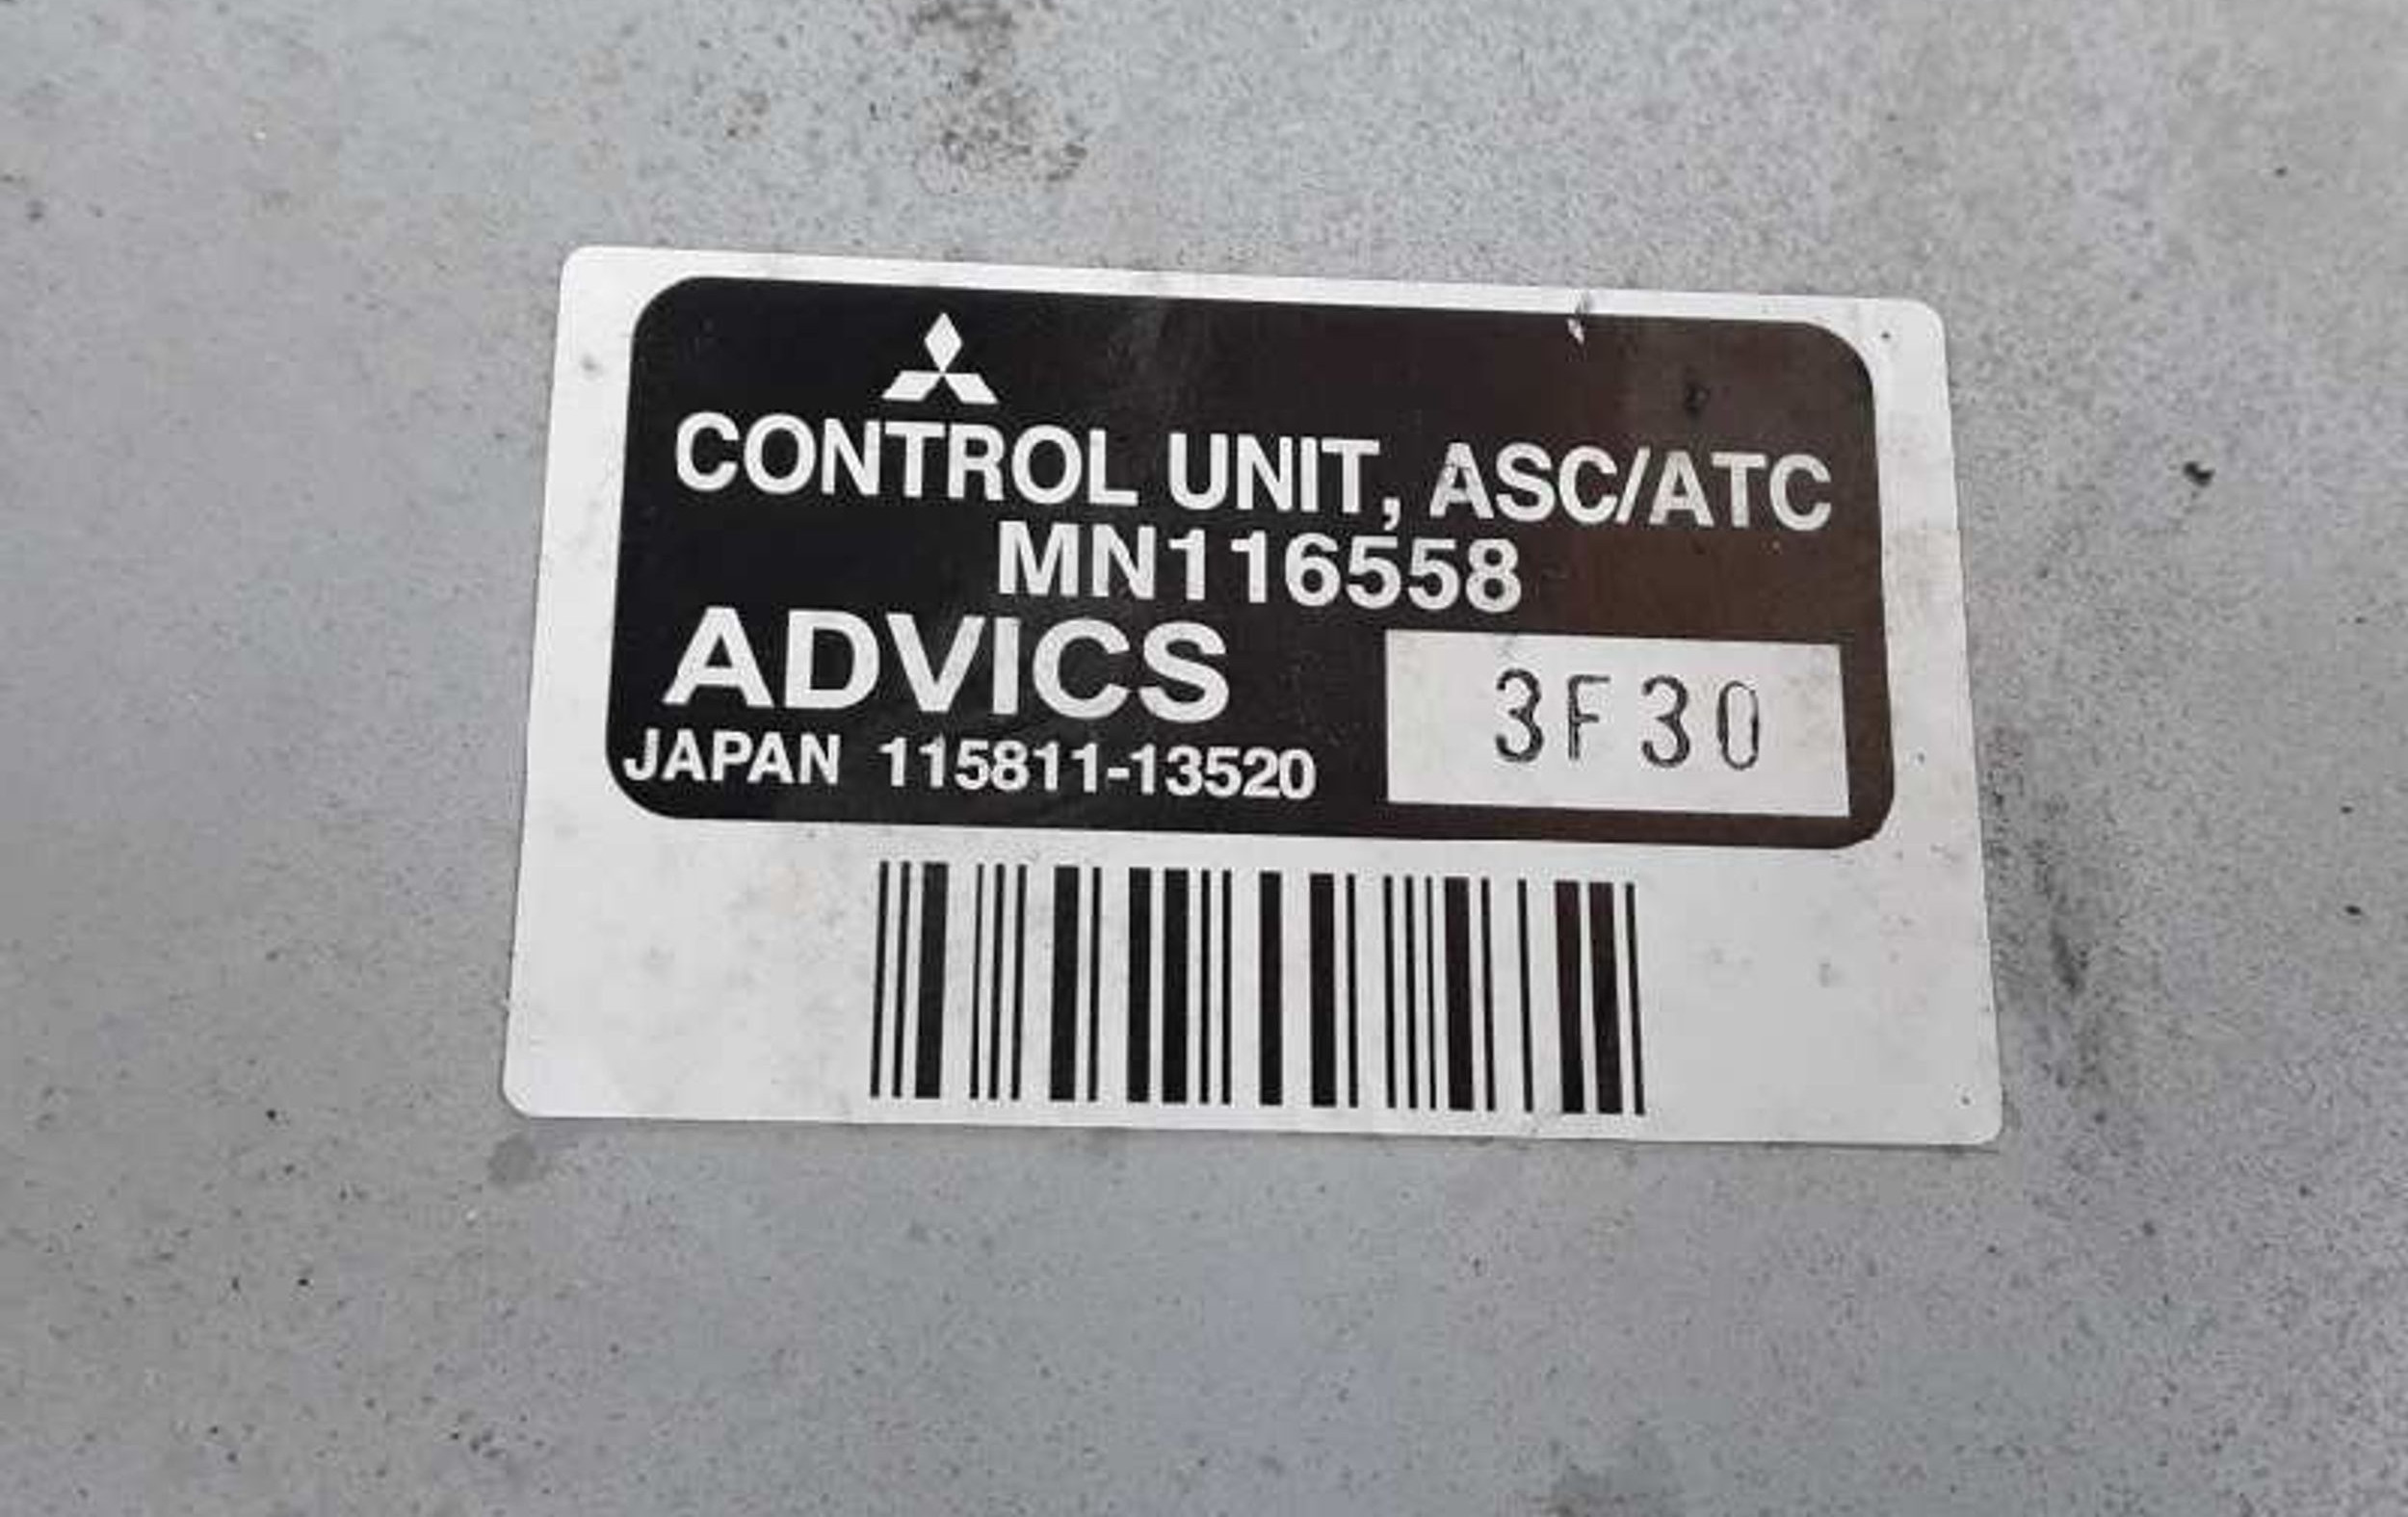 CONTROL UNIT, ASC/ATC
MN116558
ADVICS
3F30
JAPAN 115811-13520